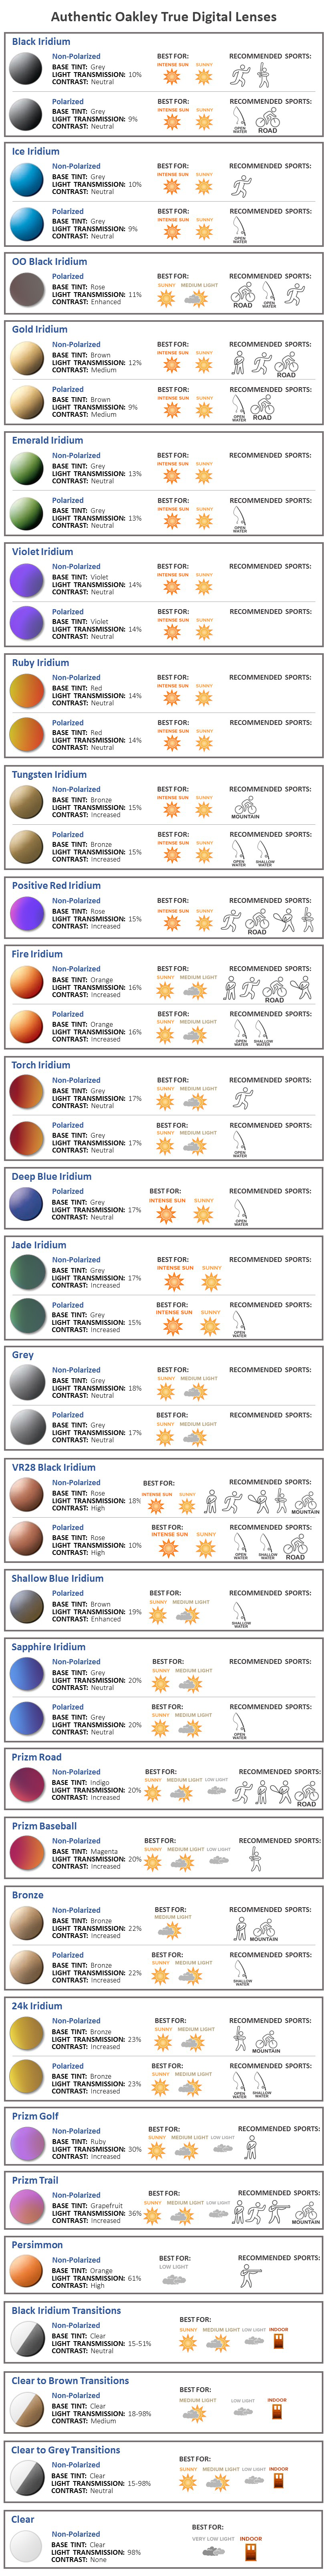 Authentic Oakley True Digital Lenses
Black Iridium
Non-Polarized BEST FOR: RECOMMENDED SPORTS:
BASE TINT: Grey INTENSE SUN SUNNY
LIGHT TRANSMISSION: 10%
CONTRAST: Neutral
Polarized BEST FOR: RECOMMENDED SPORTS:
BASE TINT: Grey INTENSE SUN SUNNY
LIGHT TRANSMISSION: 9%
CONTRAST: Neutral
OPEN WATER ROAD
Ice Iridium
Non-Polarized BEST FOR: RECOMMENDED SPORTS:
BASE TINT: Grey INTENSE SUN SUNNY
LIGHT TRANSMISSION: 10%
CONTRAST: Neutral
Polarized BEST FOR: RECOMMENDED SPORTS:
BASE TINT: Grey INTENSE SUN SUNNY
LIGHT TRANSMISSION: 9%
CONTRAST: Neutral
OPEN WATER
OO Black Iridium
Polarized BEST FOR: RECOMMENDED SPORTS:
BASE TINT: Rose SUNNY MEDIUM LIGHT
LIGHT TRANSMISSION: 11%
CONTRAST: Enhanced
ROAD OPEN WATER
Gold Iridium
Non-Polarized BEST FOR: RECOMMENDED SPORTS:
BASE TINT: Brown INTENSE SUN SUNNY
LIGHT TRANSMISSION: 12%
CONTRAST: Medium
ROAD
Polarized BEST FOR: RECOMMENDED SPORTS:
BASE TINT: Brown INTENSE SUN SUNNY
LIGHT TRANSMISSION: 9%
CONTRAST: Medium
OPEN WATER ROAD
Emerald Iridium
Non-Polarized BEST FOR: RECOMMENDED SPORTS:
BASE TINT: Grey INTENSE SUN SUNNY
LIGHT TRANSMISSION: 13%
CONTRAST: Neutral
Polarized BEST FOR: RECOMMENDED SPORTS:
BASE TINT: Grey INTENSE SUN SUNNY
LIGHT TRANSMISSION: 13%
CONTRAST: Neutral
OPEN WATER
Violet Iridium
Non-Polarized BEST FOR: RECOMMENDED SPORTS:
BASE TINT: Violet INTENSE SUN SUNNY
LIGHT TRANSMISSION: 14%
CONTRAST: Neutral
Polarized BEST FOR: RECOMMENDED SPORTS:
BASE TINT: Violet INTENSE SUN SUNNY
LIGHT TRANSMISSION: 14%
CONTRAST: Neutral
Ruby Iridium
Non-Polarized BEST FOR: RECOMMENDED SPORTS:
BASE TINT: Red INTENSE SUN SUNNY
LIGHT TRANSMISSION: 14%
CONTRAST: Neutral
Polarized BEST FOR: RECOMMENDED SPORTS:
BASE TINT: Red INTENSE SUN SUNNY
LIGHT TRANSMISSION: 14%
CONTRAST: Neutral
Tungsten Iridium
Non-Polarized BEST FOR: RECOMMENDED SPORTS:
BASE TINT: Bronze INTENSE SUN SUNNY
LIGHT TRANSMISSION: 15%
CONTRAST: Increased
MOUNTAIN
Polarized BEST FOR: RECOMMENDED SPORTS:
BASE TINT: Bronze INTENSE SUN SUNNY
LIGHT TRANSMISSION: 15%
CONTRAST: Increased
OPEN WATER SHALLOW WATER
Positive Red Iridium
Non-Polarized BEST FOR: RECOMMENDED SPORTS:
BASE TINT: Rose INTENSE SUN SUNNY
LIGHT TRANSMISSION: 15%
CONTRAST: Increased
ROAD
Fire Iridium
Non-Polarized BEST FOR: RECOMMENDED SPORTS:
BASE TINT: Orange SUNNY MEDIUM LIGHT
LIGHT TRANSMISSION: 16%
CONTRAST: Increased
ROAD
Polarized BEST FOR: RECOMMENDED SPORTS:
BASE TINT: Orange SUNNY MEDIUM LIGHT
LIGHT TRANSMISSION: 16%
CONTRAST: Increased
OPEN WATER SHALLOW WATER
Torch Iridium
Non-Polarized BEST FOR: RECOMMENDED SPORTS:
BASE TINT: Grey SUNNY MEDIUM LIGHT
LIGHT TRANSMISSION: 17%
CONTRAST: Neutral
Polarized BEST FOR: RECOMMENDED SPORTS:
BASE TINT: Grey SUNNY MEDIUM LIGHT
LIGHT TRANSMISSION: 17%
CONTRAST: Neutral
OPEN WATER
Deep Blue Iridium
Polarized BEST FOR: RECOMMENDED SPORTS:
BASE TINT: Grey INTENSE SUN SUNNY
LIGHT TRANSMISSION: 17%
CONTRAST: Neutral
OPEN WATER
Jade Iridium
Non-Polarized BEST FOR: RECOMMENDED SPORTS:
BASE TINT: Grey INTENSE SUN SUNNY
LIGHT TRANSMISSION: 17%
CONTRAST: Increased
Polarized BEST FOR: RECOMMENDED SPORTS:
BASE TINT: Grey INTENSE SUN SUNNY
LIGHT TRANSMISSION: 15%
CONTRAST: Increased
OPEN WATER
Grey
Non-Polarized BEST FOR: RECOMMENDED SPORTS:
BASE TINT: Grey SUNNY MEDIUM LIGHT
LIGHT TRANSMISSION: 18%
CONTRAST: Neutral
Polarized BEST FOR: RECOMMENDED SPORTS:
BASE TINT: Grey SUNNY MEDIUM LIGHT
LIGHT TRANSMISSION: 17%
CONTRAST: Neutral
VR28 Black Iridium
Non-Polarized BEST FOR: RECOMMENDED SPORTS:
BASE TINT: Rose INTENSE SUN SUNNY
LIGHT TRANSMISSION: 18%
CONTRAST: High
MOUNTAIN
Polarized BEST FOR: RECOMMENDED SPORTS:
BASE TINT: Rose INTENSE SUN SUNNY
LIGHT TRANSMISSION: 10%
CONTRAST: High
OPEN WATER SHALLOW WATER ROAD
Shallow Blue Iridium
Polarized BEST FOR: RECOMMENDED SPORTS:
BASE TINT: Brown SUNNY MEDIUM LIGHT
LIGHT TRANSMISSION: 19%
CONTRAST: Enhanced
SHALLOW WATER
Sapphire Iridium
Non-Polarized BEST FOR: RECOMMENDED SPORTS:
BASE TINT: Grey SUNNY MEDIUM LIGHT
LIGHT TRANSMISSION: 20%
CONTRAST: Neutral
Polarized BEST FOR: RECOMMENDED SPORTS:
BASE TINT: Grey SUNNY MEDIUM LIGHT
LIGHT TRANSMISSION: 20%
CONTRAST: Neutral
OPEN WATER
Prizm Road
Non-Polarized BEST FOR: RECOMMENDED SPORTS:
BASE TINT: Indigo SUNNY MEDIUM LIGHT LOW LIGHT
LIGHT TRANSMISSION: 20%
CONTRAST: Increased
ROAD
Prizm Baseball
Non-Polarized BEST FOR: RECOMMENDED SPORTS:
BASE TINT: Magenta SUNNY MEDIUM LIGHT LOW LIGHT
LIGHT TRANSMISSION: 20%
CONTRAST: Increased
Bronze
Non-Polarized BEST FOR: RECOMMENDED SPORTS:
BASE TINT: Bronze MEDIUM LIGHT
LIGHT TRANSMISSION: 22%
CONTRAST: Increased
MOUNTAIN
Polarized BEST FOR: RECOMMENDED SPORTS:
BASE TINT: Bronze SUNNY MEDIUM LIGHT
LIGHT TRANSMISSION: 22%
CONTRAST: Increased
SHALLOW WATER
24k Iridium
Non-Polarized BEST FOR: RECOMMENDED SPORTS:
BASE TINT: Bronze SUNNY MEDIUM LIGHT
LIGHT TRANSMISSION: 23%
CONTRAST: Increased
MOUNTAIN
Polarized BEST FOR: RECOMMENDED SPORTS:
BASE TINT: Bronze SUNNY MEDIUM LIGHT
LIGHT TRANSMISSION: 23%
CONTRAST: Increased
OPEN WATER SHALLOW WATER
Prizm Golf
Non-Polarized BEST FOR: RECOMMENDED SPORTS:
BASE TINT: Ruby SUNNY MEDIUM LIGHT LOW LIGHT
LIGHT TRANSMISSION: 30%
CONTRAST: Increased
Prizm Trail
Non-Polarized BEST FOR: RECOMMENDED SPORTS:
BASE TINT: Grapefruit SUNNY MEDIUM LIGHT LOW LIGHT
LIGHT TRANSMISSION: 36%
CONTRAST: Increased
MOUNTAIN
Persimmon
Non-Polarized BEST FOR: RECOMMENDED SPORTS:
BASE TINT: Orange LOW LIGHT
LIGHT TRANSMISSION: 61%
CONTRAST: High
Black Iridium Transitions
Non-Polarized BEST FOR:
BASE TINT: Clear SUNNY MEDIUM LIGHT LOW LIGHT INDOOR
LIGHT TRANSMISSION: 15-51%
CONTRAST: Neutral
Clear to Brown Transitions
Non-Polarized BEST FOR:
BASE TINT: Clear MEDIUM LIGHT LOW LIGHT INDOOR
LIGHT TRANSMISSION: 18-98%
CONTRAST: Medium
Clear to Grey Transitions
Non-Polarized BEST FOR:
BASE TINT: Clear SUNNY MEDIUM LIGHT LOW LIGHT INDOOR
LIGHT TRANSMISSION: 15-98%
CONTRAST: Neutral
Clear
Non-Polarized BEST FOR:
BASE TINT: Clear VERY LOW LIGHT INDOOR
LIGHT TRANSMISSION: 98%
CONTRAST: None